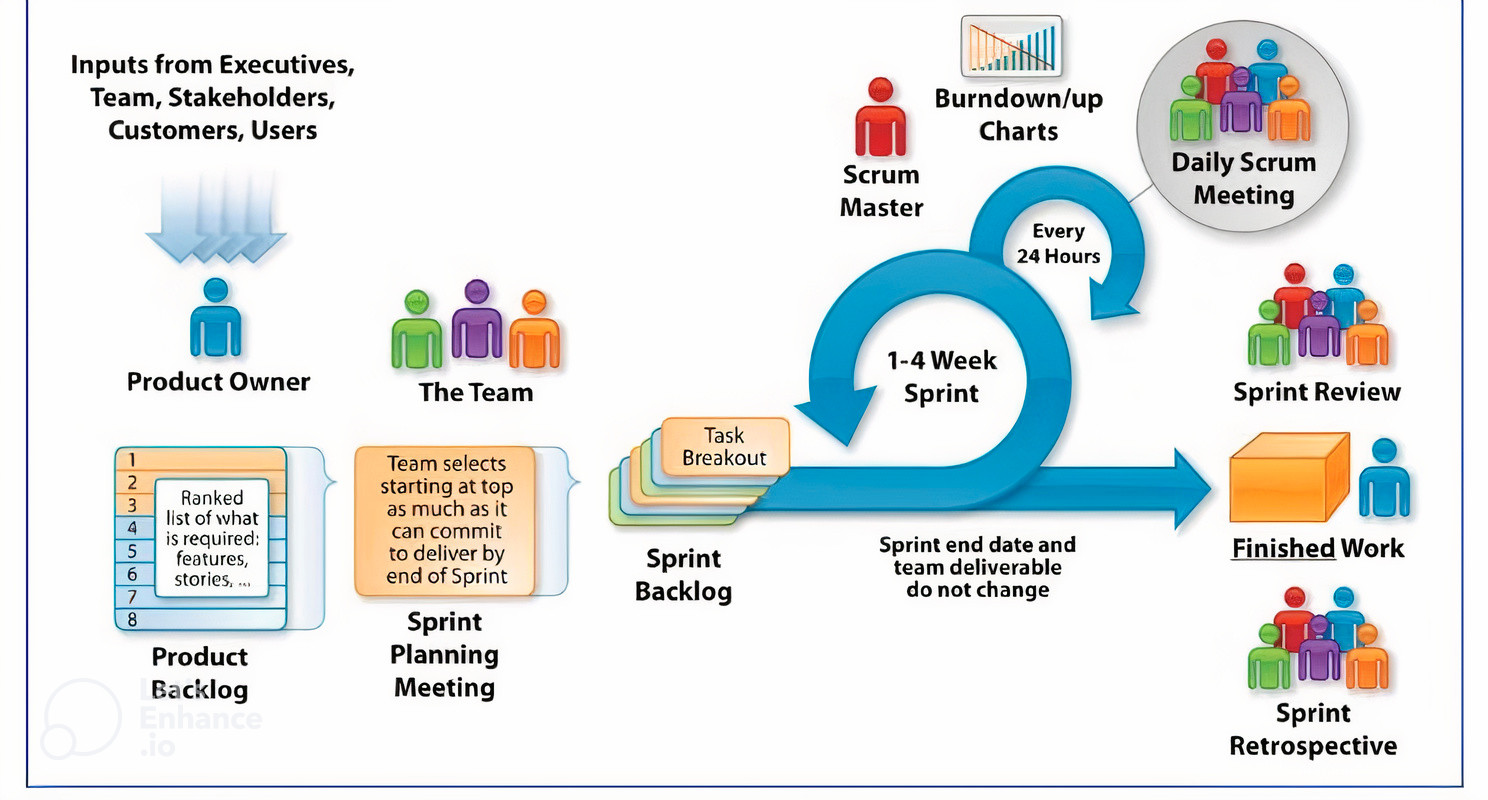 Inputs from Executives,
Team, Stakeholders,
Customers, Users
Product Owner
The Team
1
2
3
4
5
6
7
8
Ranked
list of what
is required:
features,
stories, ...
Product
Backlog
Team selects
starting at top
as much as it
can commit
to deliver by
end of Sprint
Sprint
Planning
Meeting
Task
Breakout
Sprint
Backlog
Scrum
Master
Burndown/up
Charts
Every
24 Hours
Daily Scrum
Meeting
1-4 Week
Sprint
Sprint end date and
team deliverable
do not change
Sprint Review
Finished Work
Sprint
Retrospective
Let's
Enhance
.io